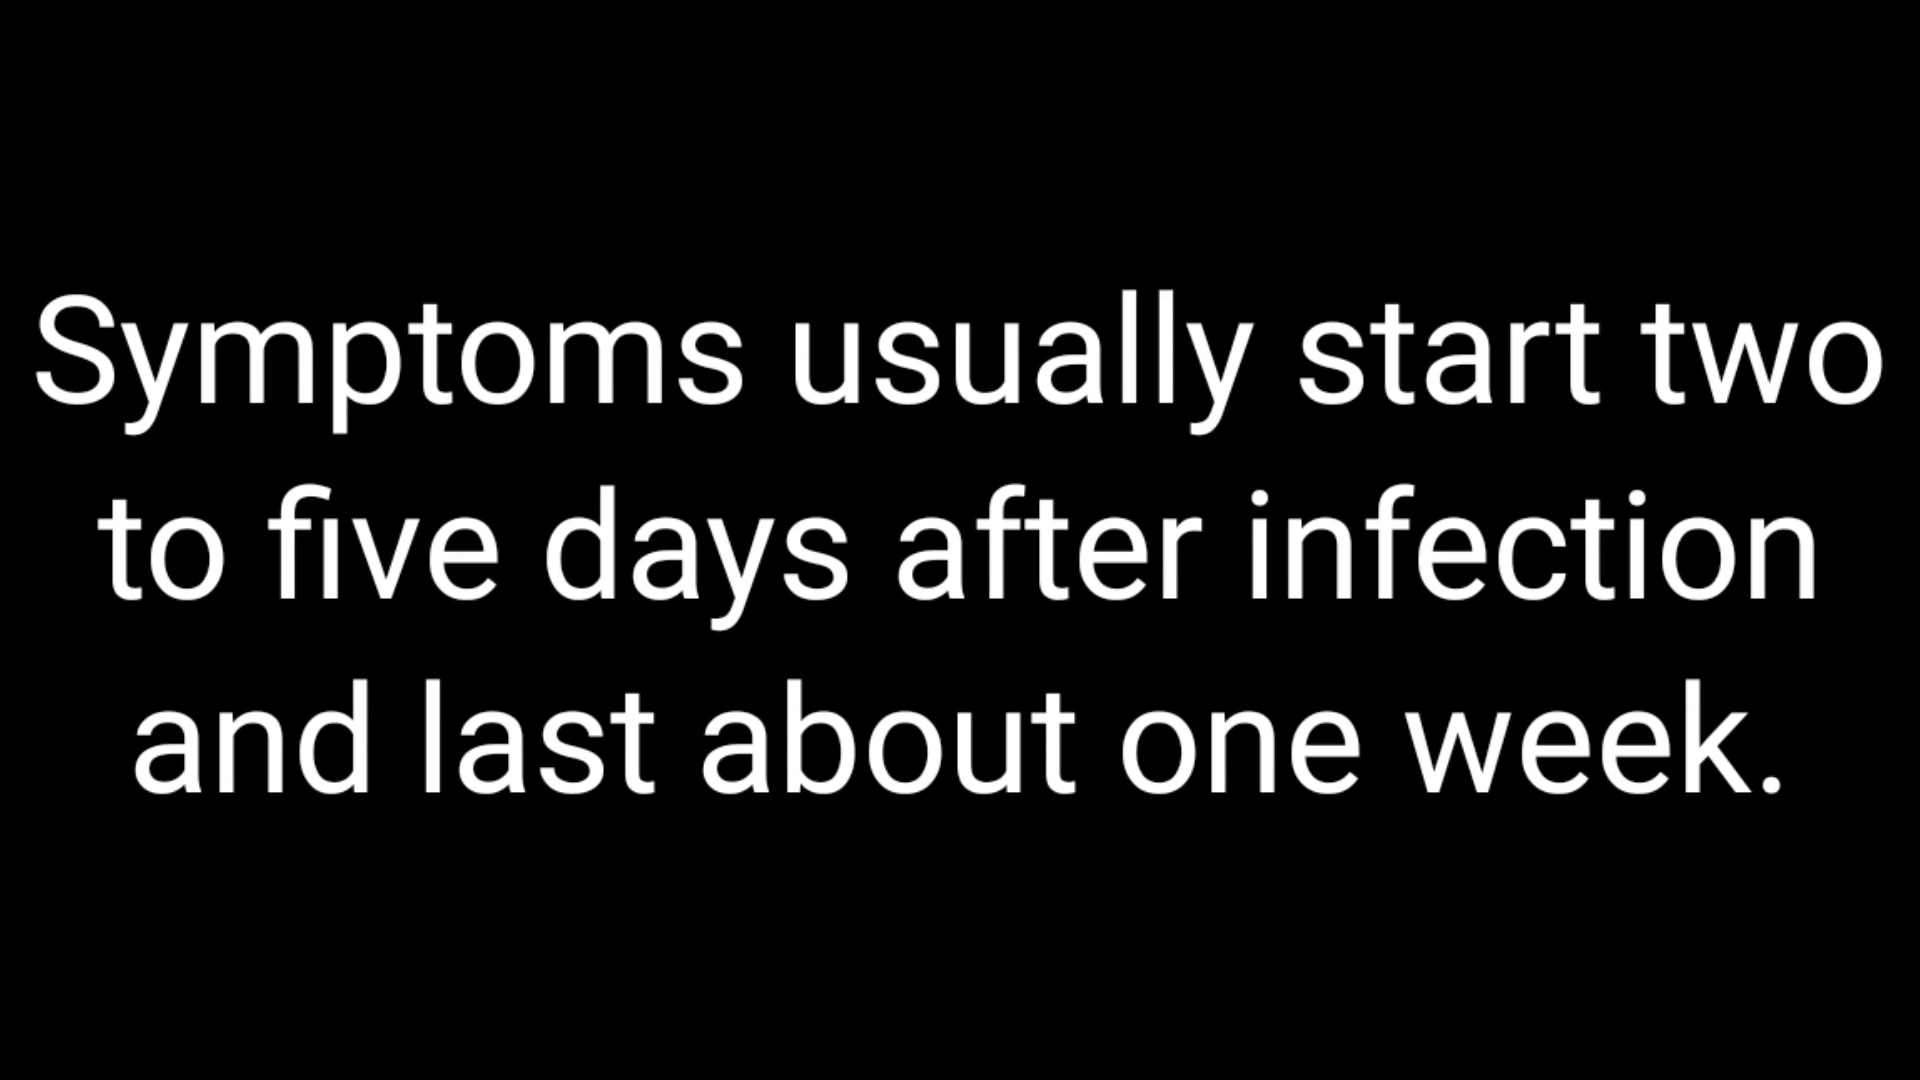 Symptoms usually start two
to five days after infection
and last about one week.